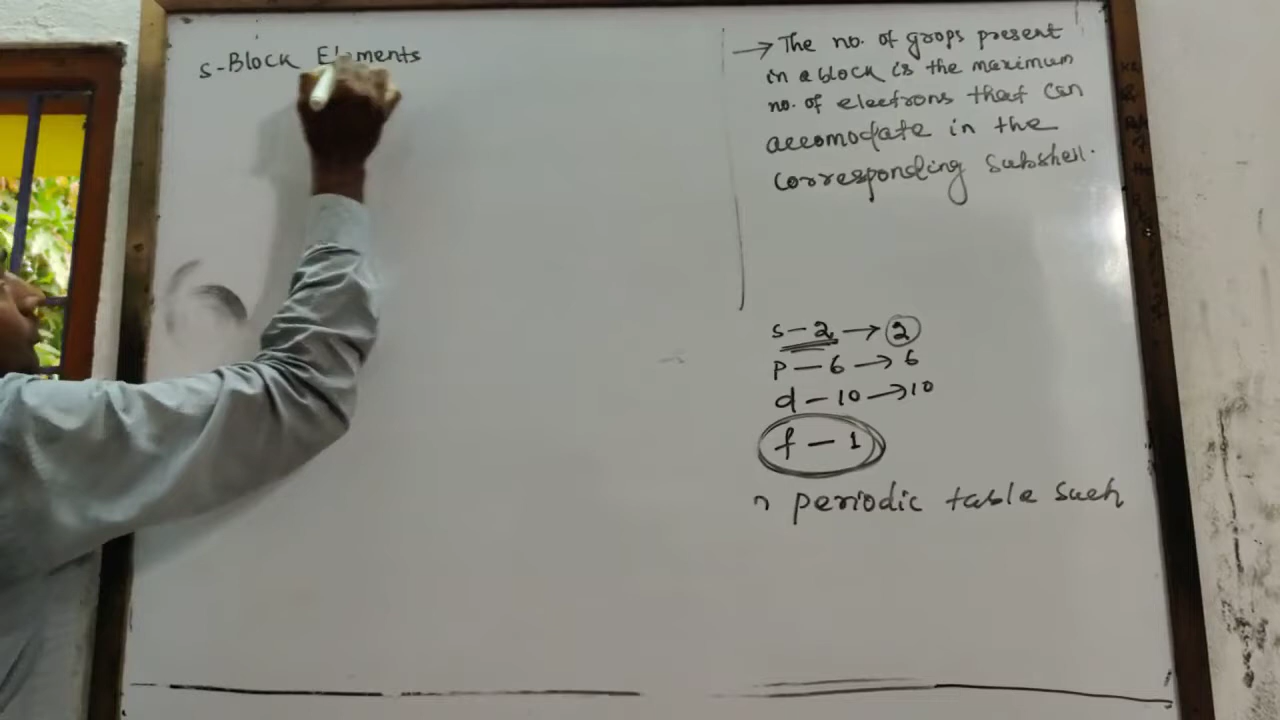 s-Block Elements
→ The no. of grops present
in a block is the maximum
no. of electrons that can
accomodate in the
corresponding subshell.
s – 2 → 2
p – 6 → 6
d – 10 → 10
f – 1
periodic table such